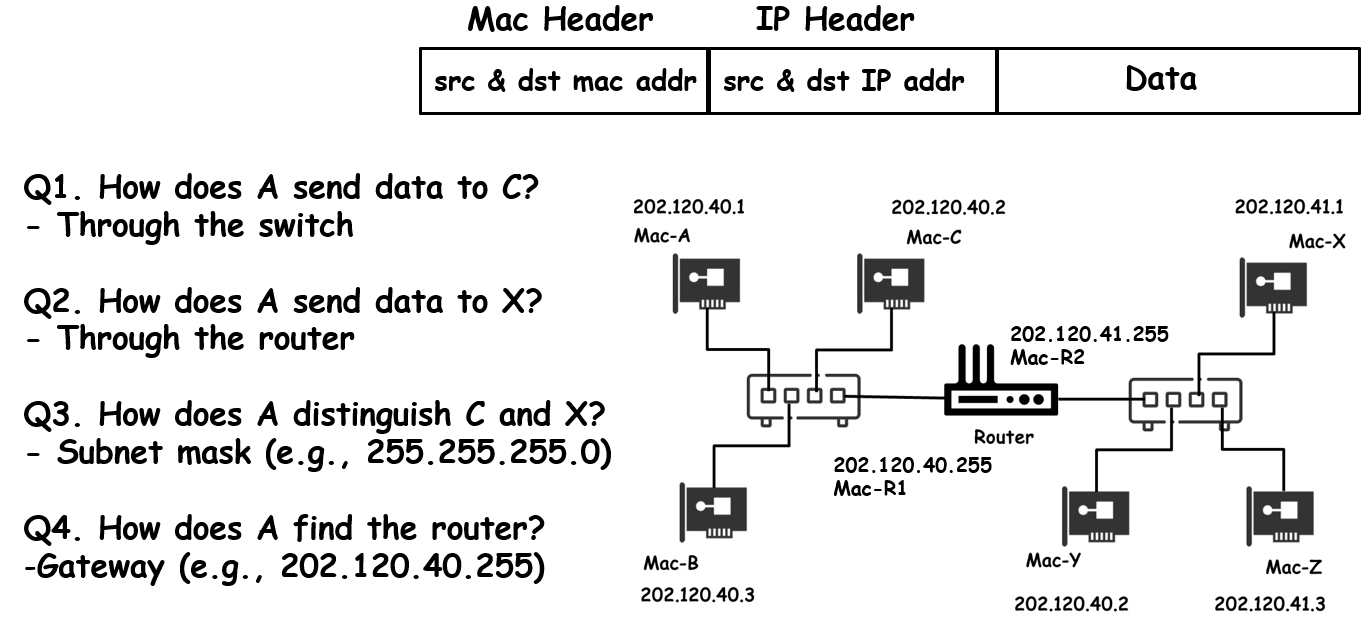 Mac Header
IP Header
src & dst mac addr
src & dst IP addr
Data
Q1. How does A send data to C?
- Through the switch
Q2. How does A send data to X?
- Through the router
Q3. How does A distinguish C and X?
- Subnet mask (e.g., 255.255.255.0)
Q4. How does A find the router?
-Gateway (e.g., 202.120.40.255)
202.120.40.1
Mac-A
202.120.40.2
Mac-C
202.120.41.1
Mac-X
202.120.41.255
Mac-R2
Router
202.120.40.255
Mac-R1
Mac-B
202.120.40.3
Mac-Y
202.120.40.2
Mac-Z
202.120.41.3